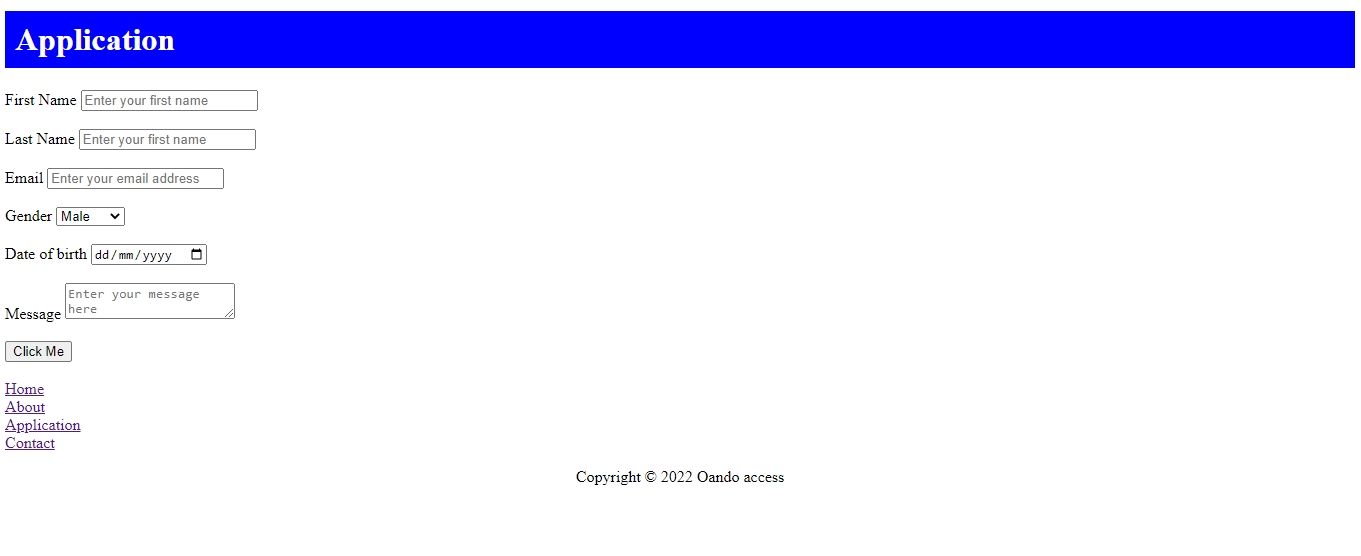 Application
First Name Enter your first name
Last Name Enter your first name
Email Enter your email address
Gender Male
Date of birth dd/mm/yyyy
Message Enter your message
here
Click Me
Home
About
Application
Contact
Copyright © 2022 Oando access